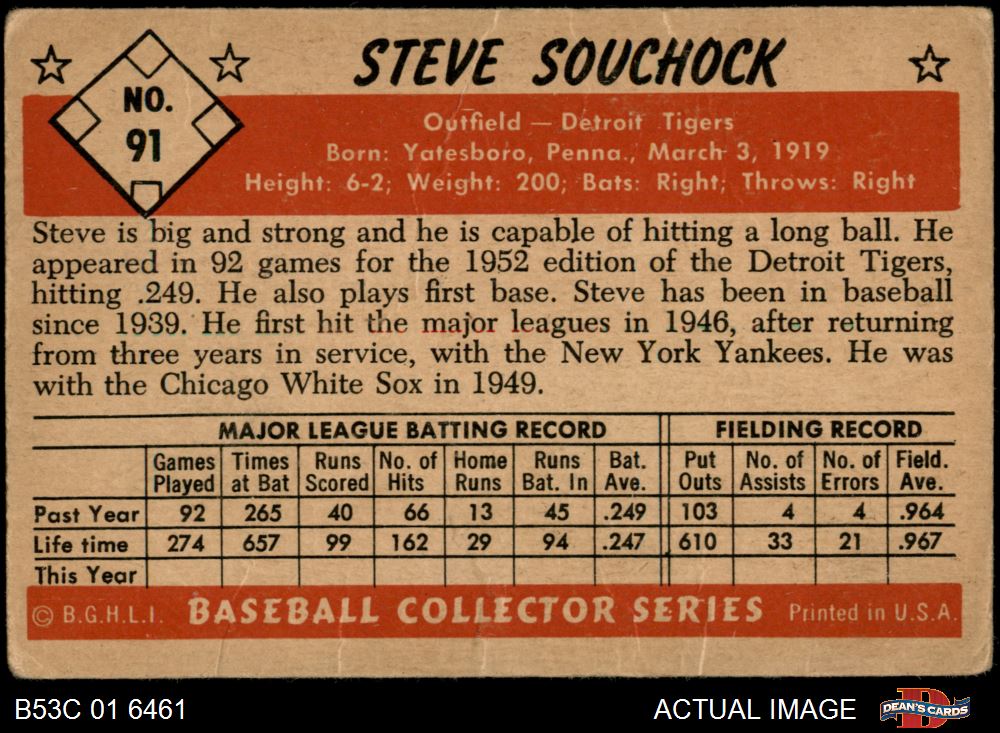 STEVE SOUCHOCK
NO.
91
Outfield — Detroit Tigers
Born: Yatesboro, Penna., March 3, 1919
Height: 6-2; Weight: 200; Bats: Right; Throws: Right
Steve is big and strong and he is capable of hitting a long ball. He
appeared in 92 games for the 1952 edition of the Detroit Tigers,
hitting .249. He also plays first base. Steve has been in baseball
since 1939. He first hit the major leagues in 1946, after returning
from three years in service, with the New York Yankees. He was
with the Chicago White Sox in 1949.
MAJOR LEAGUE BATTING RECORD FIELDING RECORD
Games Times Runs No. of Home Runs Bat. Put No. of No. of Field.
Played at Bat Scored Hits Runs Bat. In Ave. Outs Assists Errors Ave.
Past Year 92 265 40 66 13 45 .249 103 4 4 .964
Life time 274 657 99 162 29 94 .247 610 33 21 .967
This Year
© B.G.H.L.I. BASEBALL COLLECTOR SERIES Printed in U.S.A.
B53C 01 6461 ACTUAL IMAGE DEAN'S CARDS